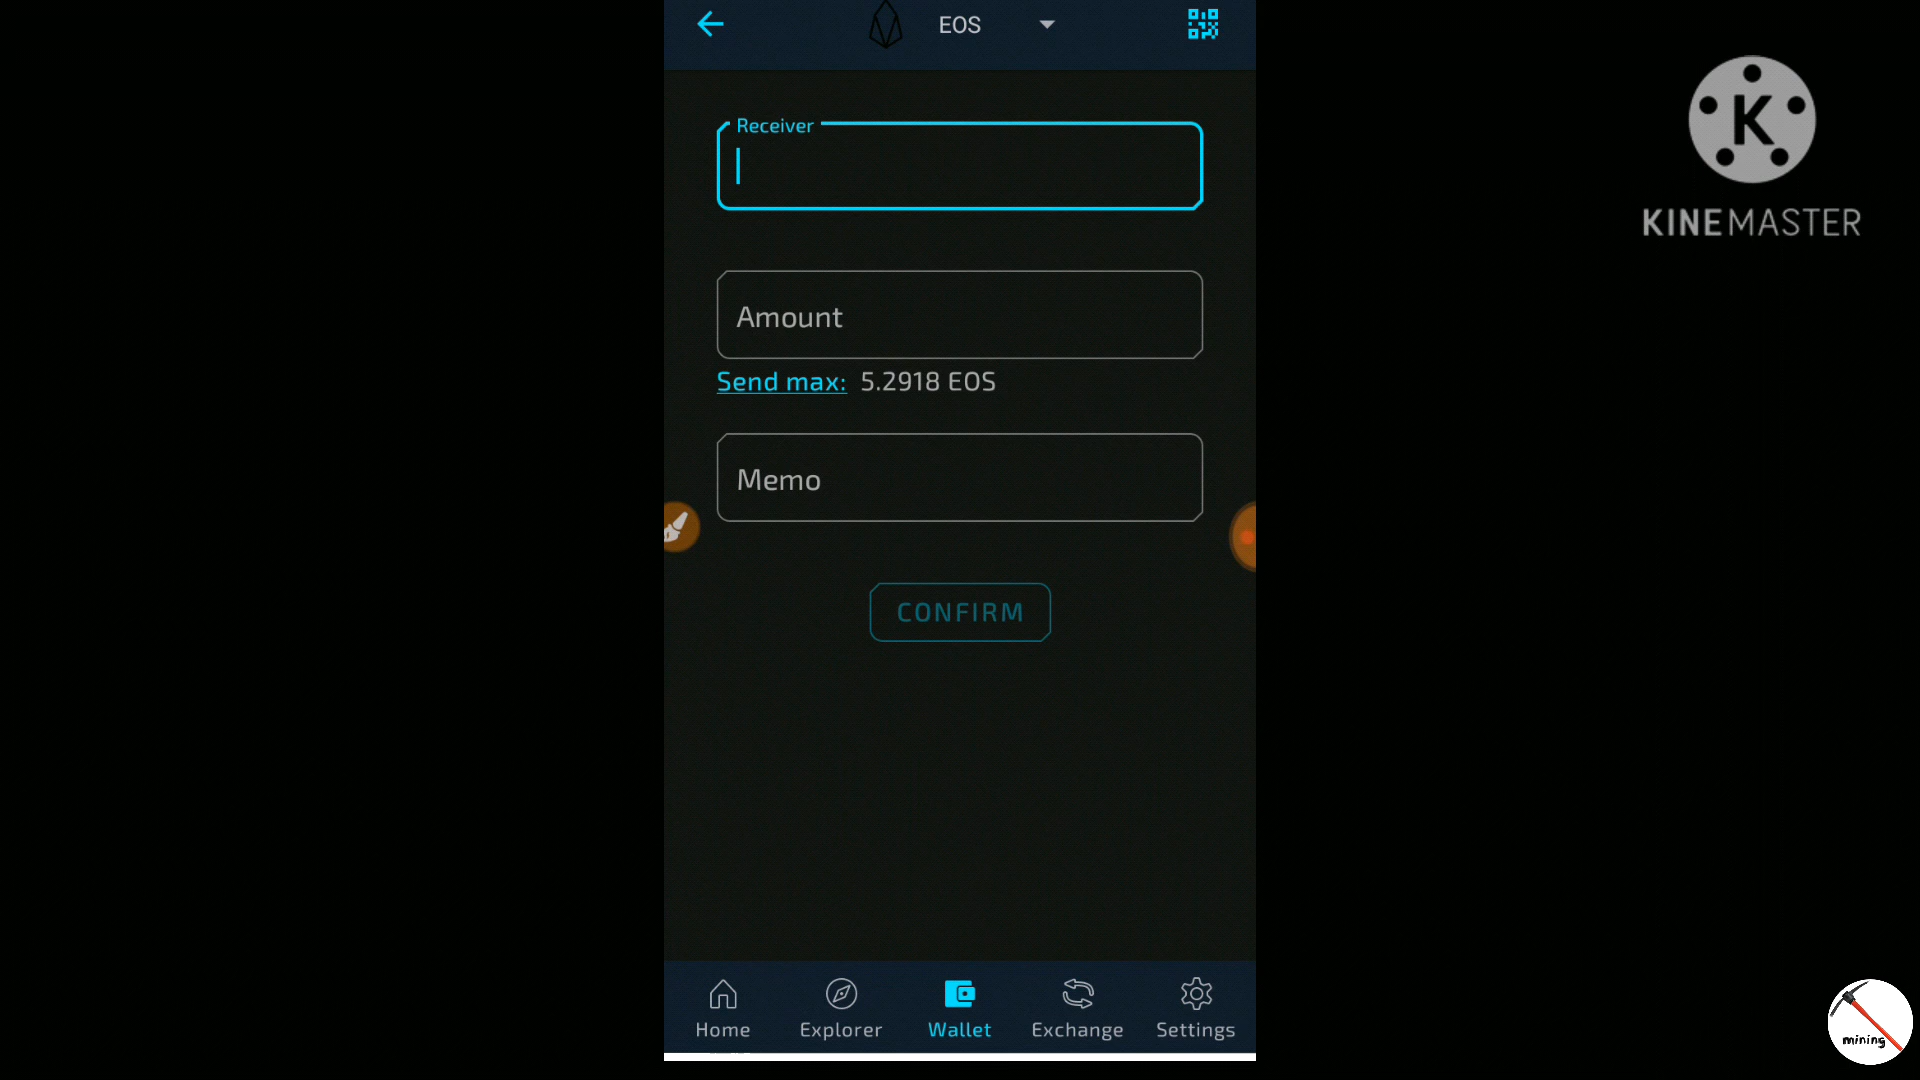 EOS
Receiver
Amount
Send max: 5.2918 EOS
Memo
CONFIRM
Home Explorer Wallet Exchange Settings
K
KINEMASTER
mining